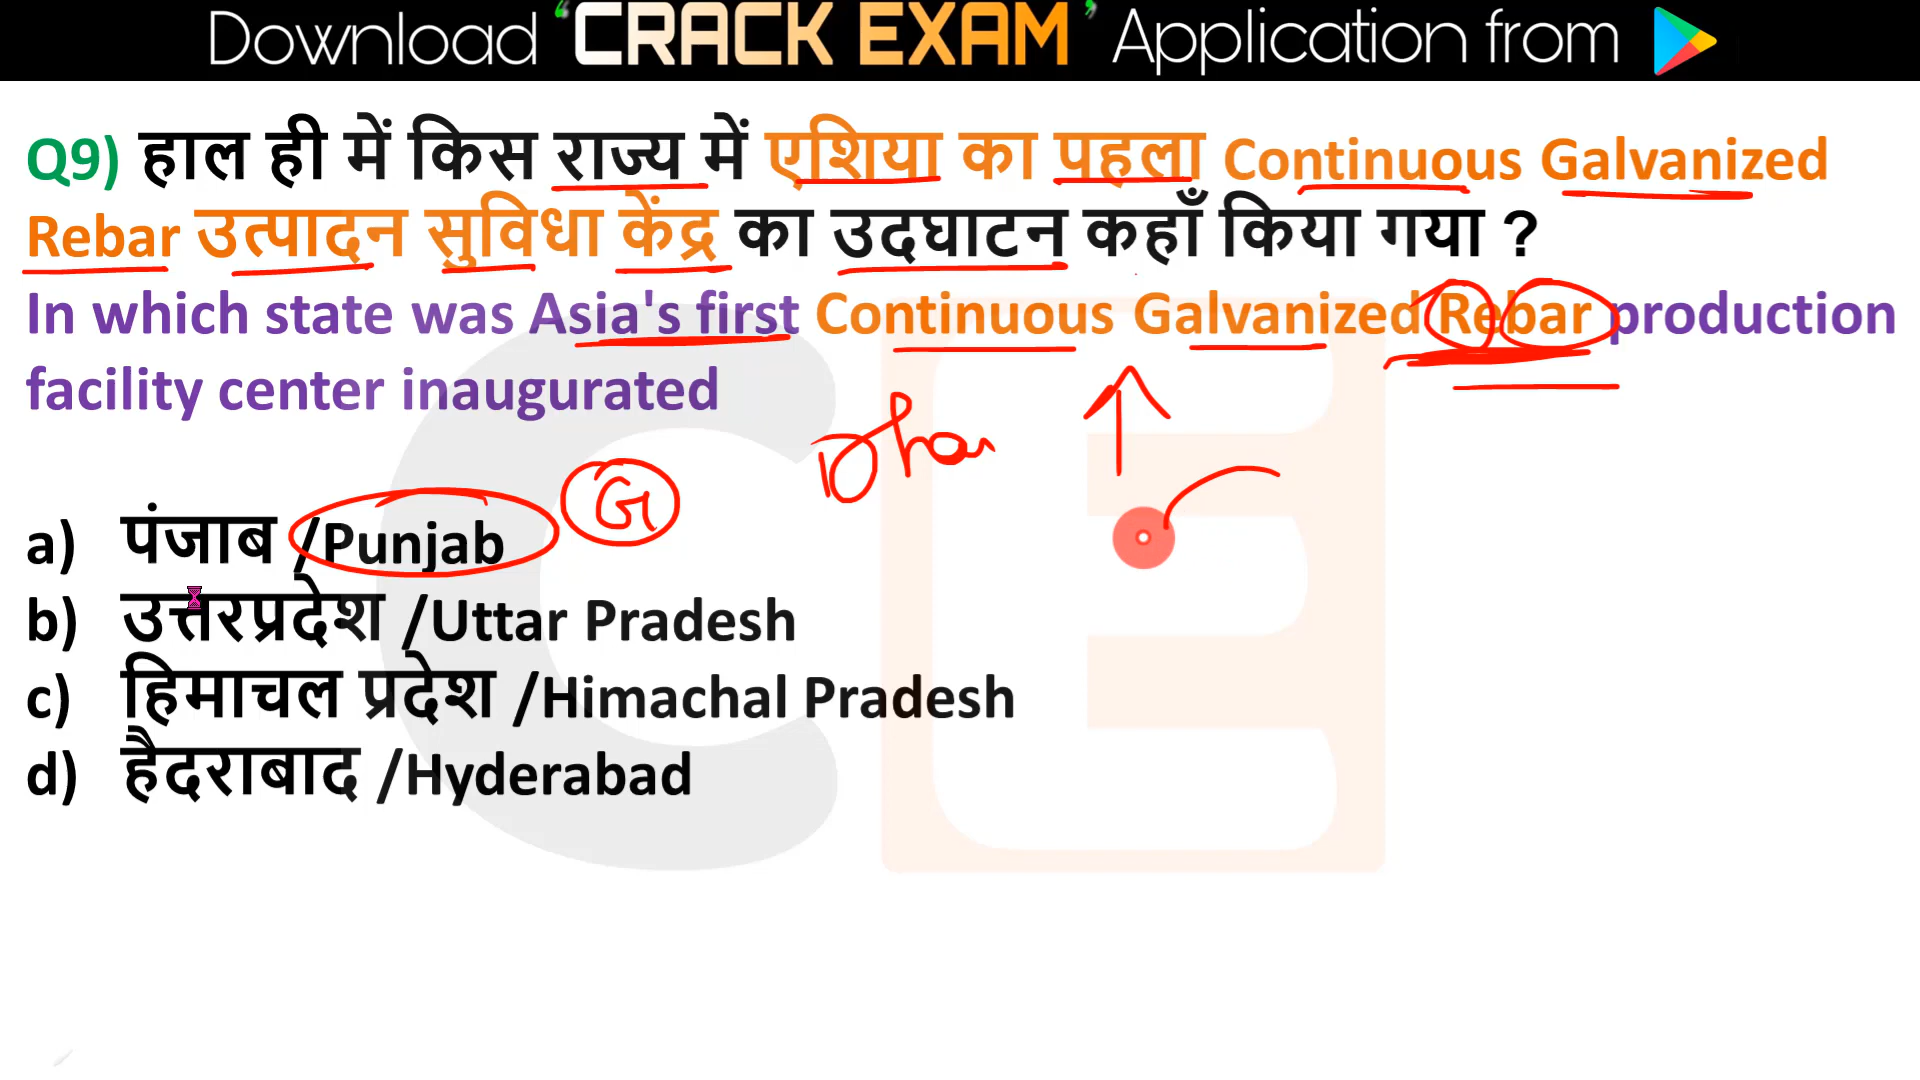 Download ‘CRACK EXAM’ Application from
Q9) हाल ही में किस राज्य में एशिया का पहला Continuous Galvanized
Rebar उत्पादन सुविधा केंद्र का उदघाटन कहाँ किया गया ?
In which state was Asia's first Continuous Galvanized Rebar production
facility center inaugurated
G
a) पंजाब /Punjab
b) उत्तरप्रदेश /Uttar Pradesh
c) हिमाचल प्रदेश /Himachal Pradesh
d) हैदराबाद /Hyderabad
CE